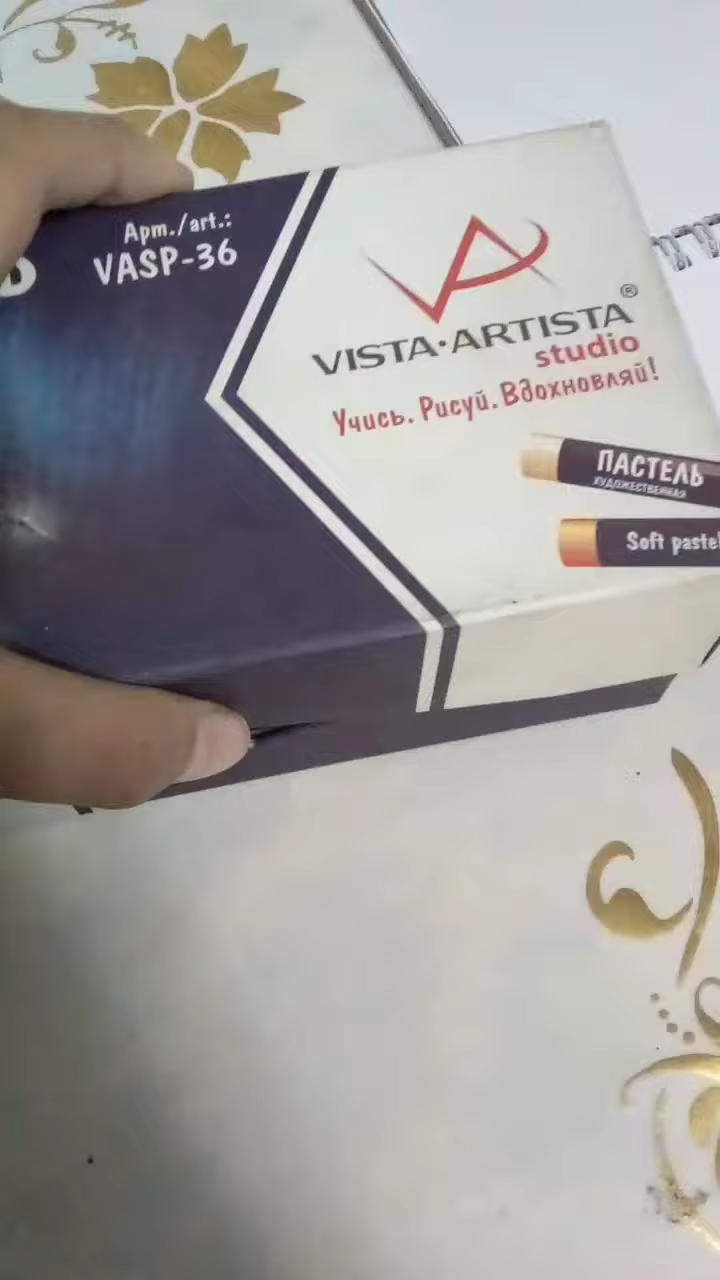 Арт./art.:
VASP-36
VISTA·ARTISTA®
studio
Учись. Рисуй. Вдохновляй!
ПАСТЕЛЬ
ХУДОЖЕСТВЕННАЯ
Soft pastel